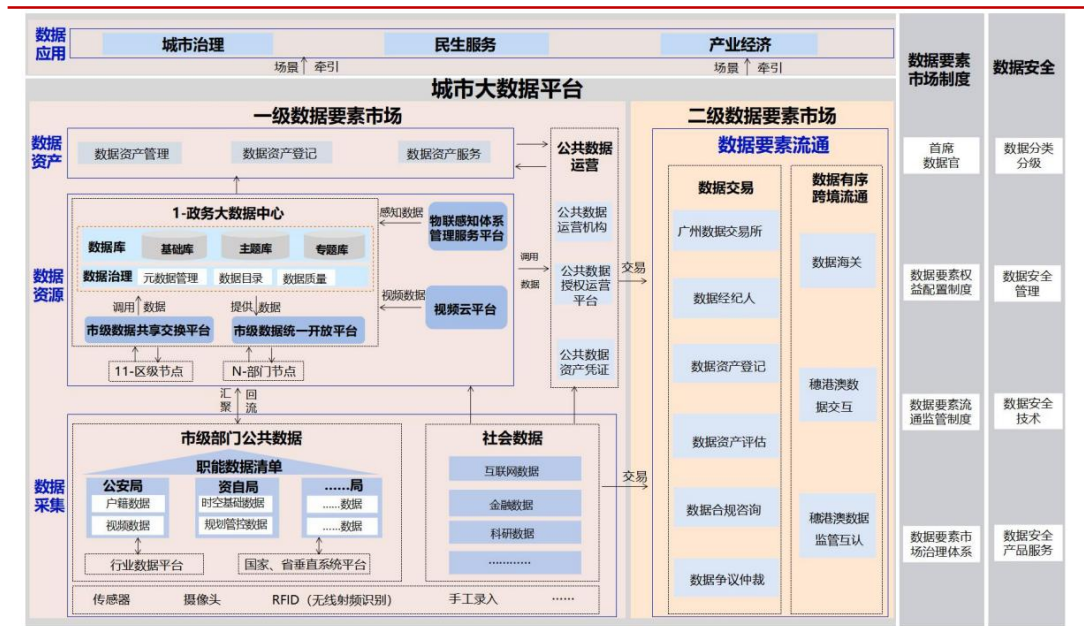 数据
应用
城市治理
民生服务
产业经济
场景
牵引
场景
牵引
城市大数据平台
一级数据要素市场
数据
资产
数据资产管理
数据资产登记
数据资产服务
数据
资源
1-政务大数据中心
数据库
基础库
主题库
专题库
数据治理
元数据管理
数据目录
数据质量
调用
数据
提供
数据
市级数据共享交换平台
市级数据统一开放平台
11-区级节点
N-部门节点
感知数据
物联感知体系
管理服务平台
视频数据
视频云平台
调用
数据
公共数据
运营
公共数据
运营机构
公共数据
授权运营
平台
公共数据
资产凭证
汇
聚
回
流
数据
采集
市级部门公共数据
职能数据清单
公安局
户籍数据
视频数据
资自局
时空基础数据
规划管控数据
……局
……数据
……数据
行业数据平台
国家、省垂直系统平台
社会数据
互联网数据
金融数据
科研数据
…………
传感器
摄像头
RFID（无线射频识别）
手工录入
……
交易
交易
二级数据要素市场
数据要素流通
数据交易
广州数据交易所
数据经纪人
数据资产登记
数据资产评估
数据合规咨询
数据争议仲裁
数据有序
跨境流通
数据海关
穗港澳数
据交互
穗港澳数据
监管互认
数据要素
市场制度
首席
数据官
数据要素权
益配置制度
数据要素流
通监管制度
数据要素市
场治理体系
数据安全
数据分类
分级
数据安全
管理
数据安全
技术
数据安全
产品服务